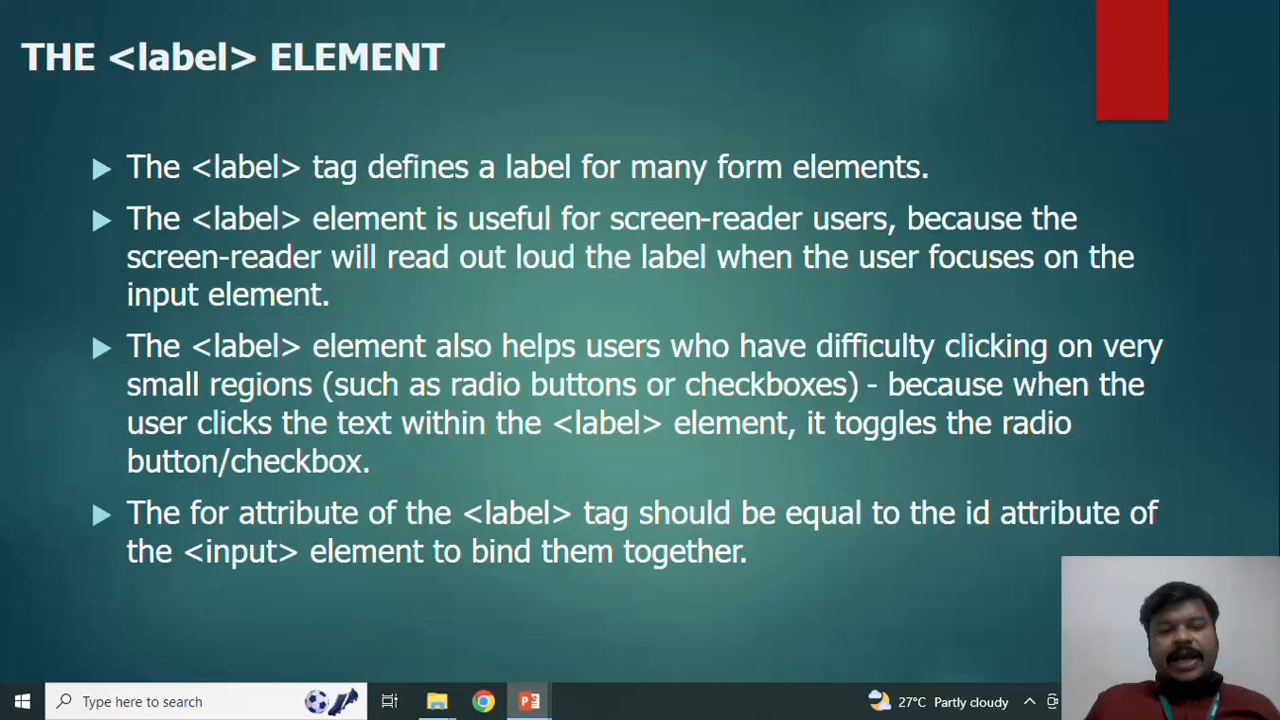 THE <label> ELEMENT
The <label> tag defines a label for many form elements.
The <label> element is useful for screen-reader users, because the
screen-reader will read out loud the label when the user focuses on the
input element.
The <label> element also helps users who have difficulty clicking on very
small regions (such as radio buttons or checkboxes) - because when the
user clicks the text within the <label> element, it toggles the radio
button/checkbox.
The for attribute of the <label> tag should be equal to the id attribute of
the <input> element to bind them together.
Type here to search
27°C Partly cloudy